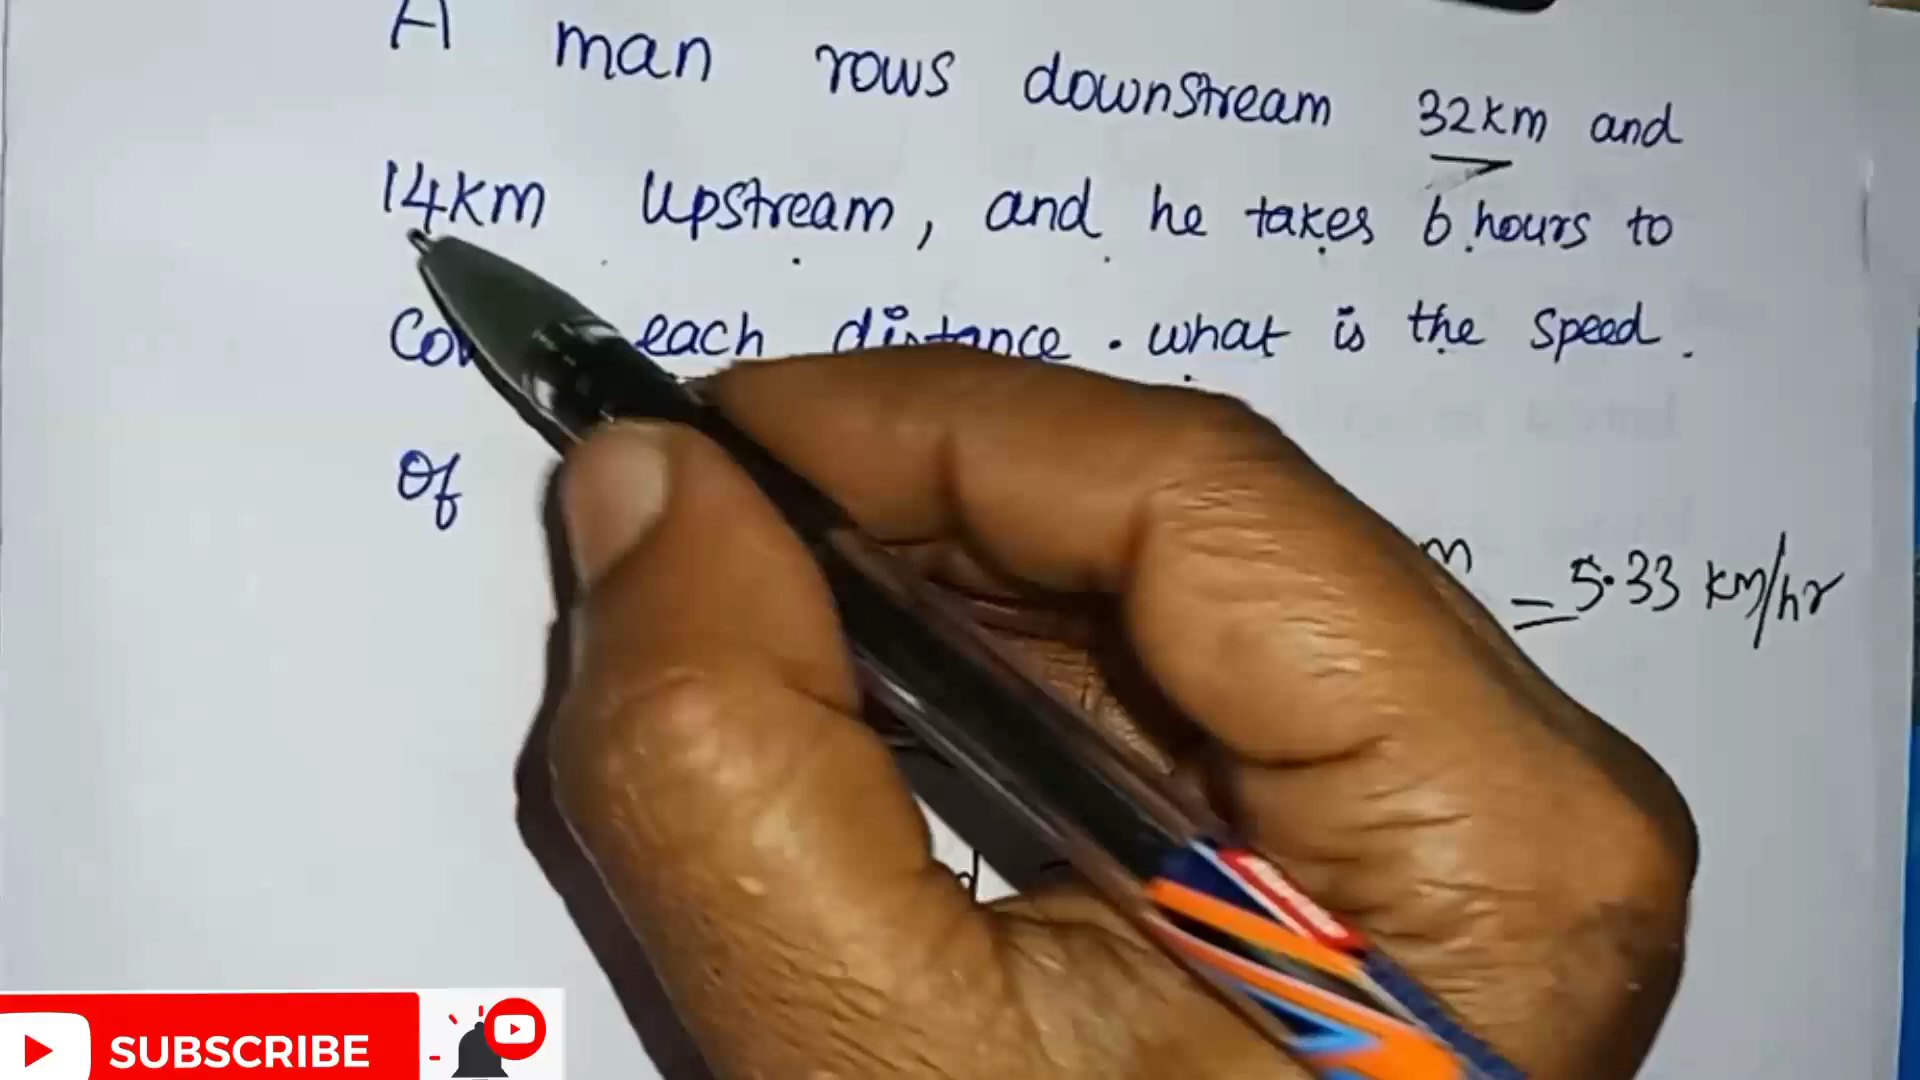 A man rows downstream 32km and
14km Upstream, and he takes 6 hours to
each distance. what is the speed.
Of
m = 5.33 km/hr
SUBSCRIBE